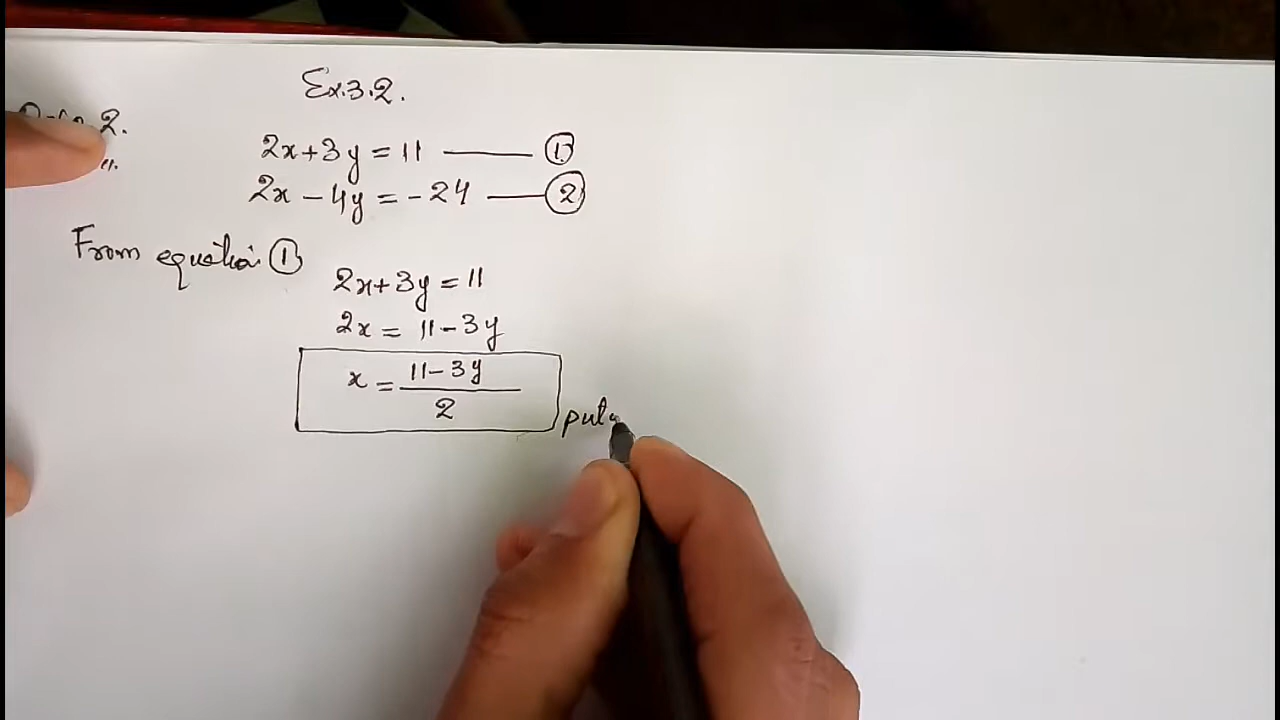 Ex.3.2.
2.
2x+3y = 11 —— ①
2x – 4y = - 24 —— ②
From equation ①
2x+3y = 11
2x = 11 – 3y
x = (11 – 3y)/2
put